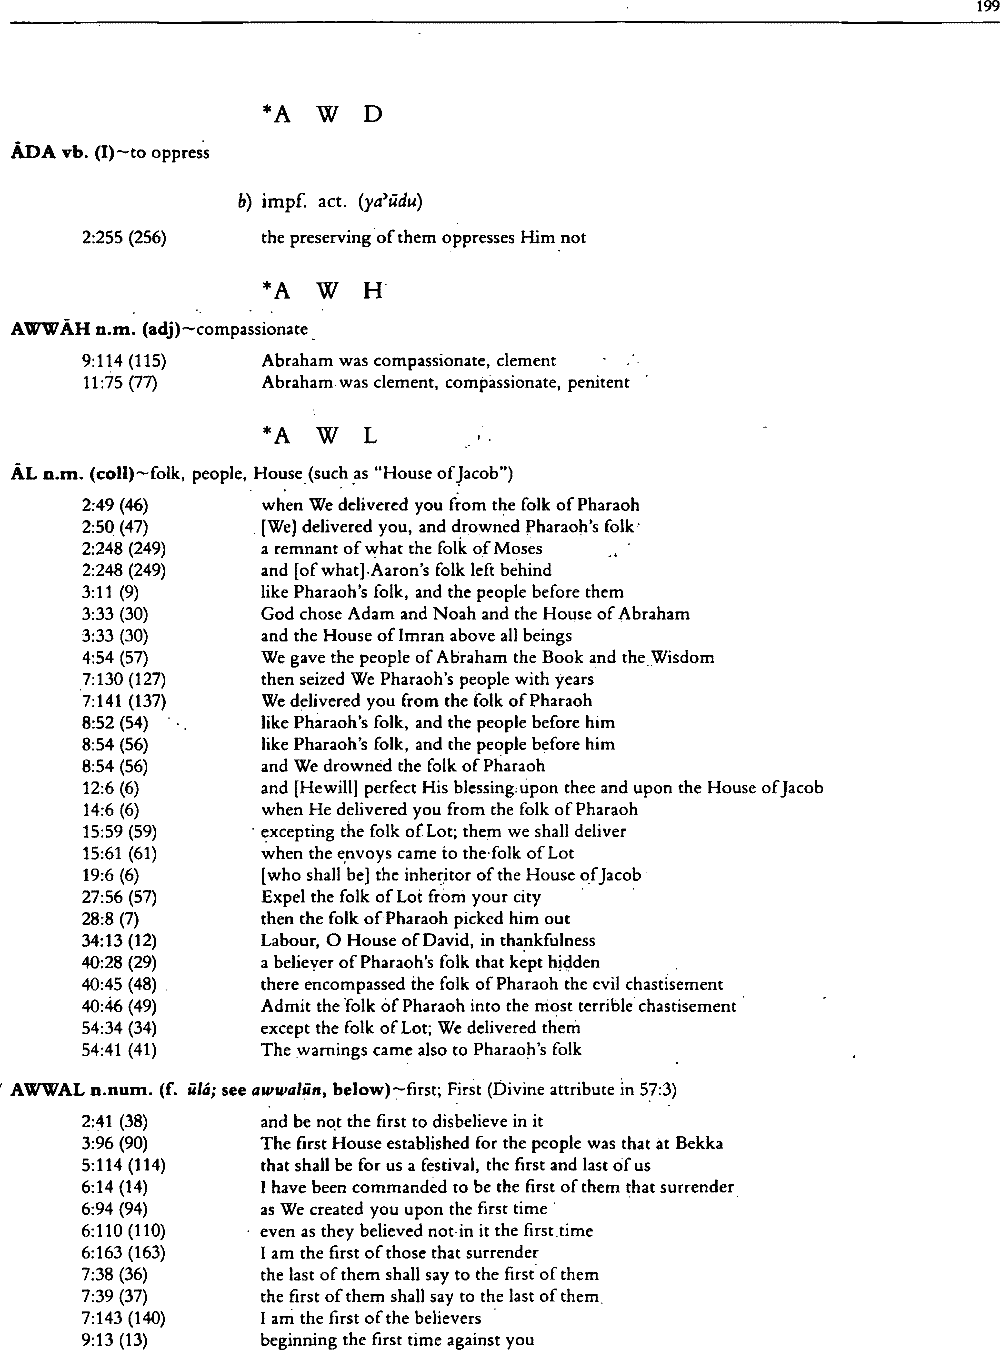 199
*A W D
ĀDA vb. (I)~to oppress
b) impf. act. (ya’ūdu)
2:255 (256) the preserving of them oppresses Him not
*A W H
AWWĀH n.m. (adj)~compassionate
9:114 (115) Abraham was compassionate, clement
11:75 (77) Abraham was clement, compassionate, penitent
*A W L
ĀL n.m. (coll)~folk, people, House (such as "House of Jacob")
2:49 (46) when We delivered you from the folk of Pharaoh
2:50 (47) [We] delivered you, and drowned Pharaoh's folk
2:248 (249) a remnant of what the folk of Moses
2:248 (249) and [of what] Aaron's folk left behind
3:11 (9) like Pharaoh's folk, and the people before them
3:33 (30) God chose Adam and Noah and the House of Abraham
3:33 (30) and the House of Imran above all beings
4:54 (57) We gave the people of Abraham the Book and the Wisdom
7:130 (127) then seized We Pharaoh's people with years
7:141 (137) We delivered you from the folk of Pharaoh
8:52 (54) like Pharaoh's folk, and the people before him
8:54 (56) like Pharaoh's folk, and the people before him
8:54 (56) and We drowned the folk of Pharaoh
12:6 (6) and [Hewill] perfect His blessing upon thee and upon the House of Jacob
14:6 (6) when He delivered you from the folk of Pharaoh
15:59 (59) excepting the folk of Lot; them we shall deliver
15:61 (61) when the envoys came to the folk of Lot
19:6 (6) [who shall be] the inheritor of the House of Jacob
27:56 (57) Expel the folk of Lot from your city
28:8 (7) then the folk of Pharaoh picked him out
34:13 (12) Labour, O House of David, in thankfulness
40:28 (29) a believer of Pharaoh's folk that kept hidden
40:45 (48) there encompassed the folk of Pharaoh the evil chastisement
40:46 (49) Admit the folk of Pharaoh into the most terrible chastisement
54:34 (34) except the folk of Lot; We delivered them
54:41 (41) The warnings came also to Pharaoh's folk
AWWAL n.num. (f. ūlá; see awwalūn, below)~first; First (Divine attribute in 57:3)
2:41 (38) and be not the first to disbelieve in it
3:96 (90) The first House established for the people was that at Bekka
5:114 (114) that shall be for us a festival, the first and last of us
6:14 (14) I have been commanded to be the first of them that surrender
6:94 (94) as We created you upon the first time
6:110 (110) even as they believed not in it the first time
6:163 (163) I am the first of those that surrender
7:38 (36) the last of them shall say to the first of them
7:39 (37) the first of them shall say to the last of them
7:143 (140) I am the first of the believers
9:13 (13) beginning the first time against you